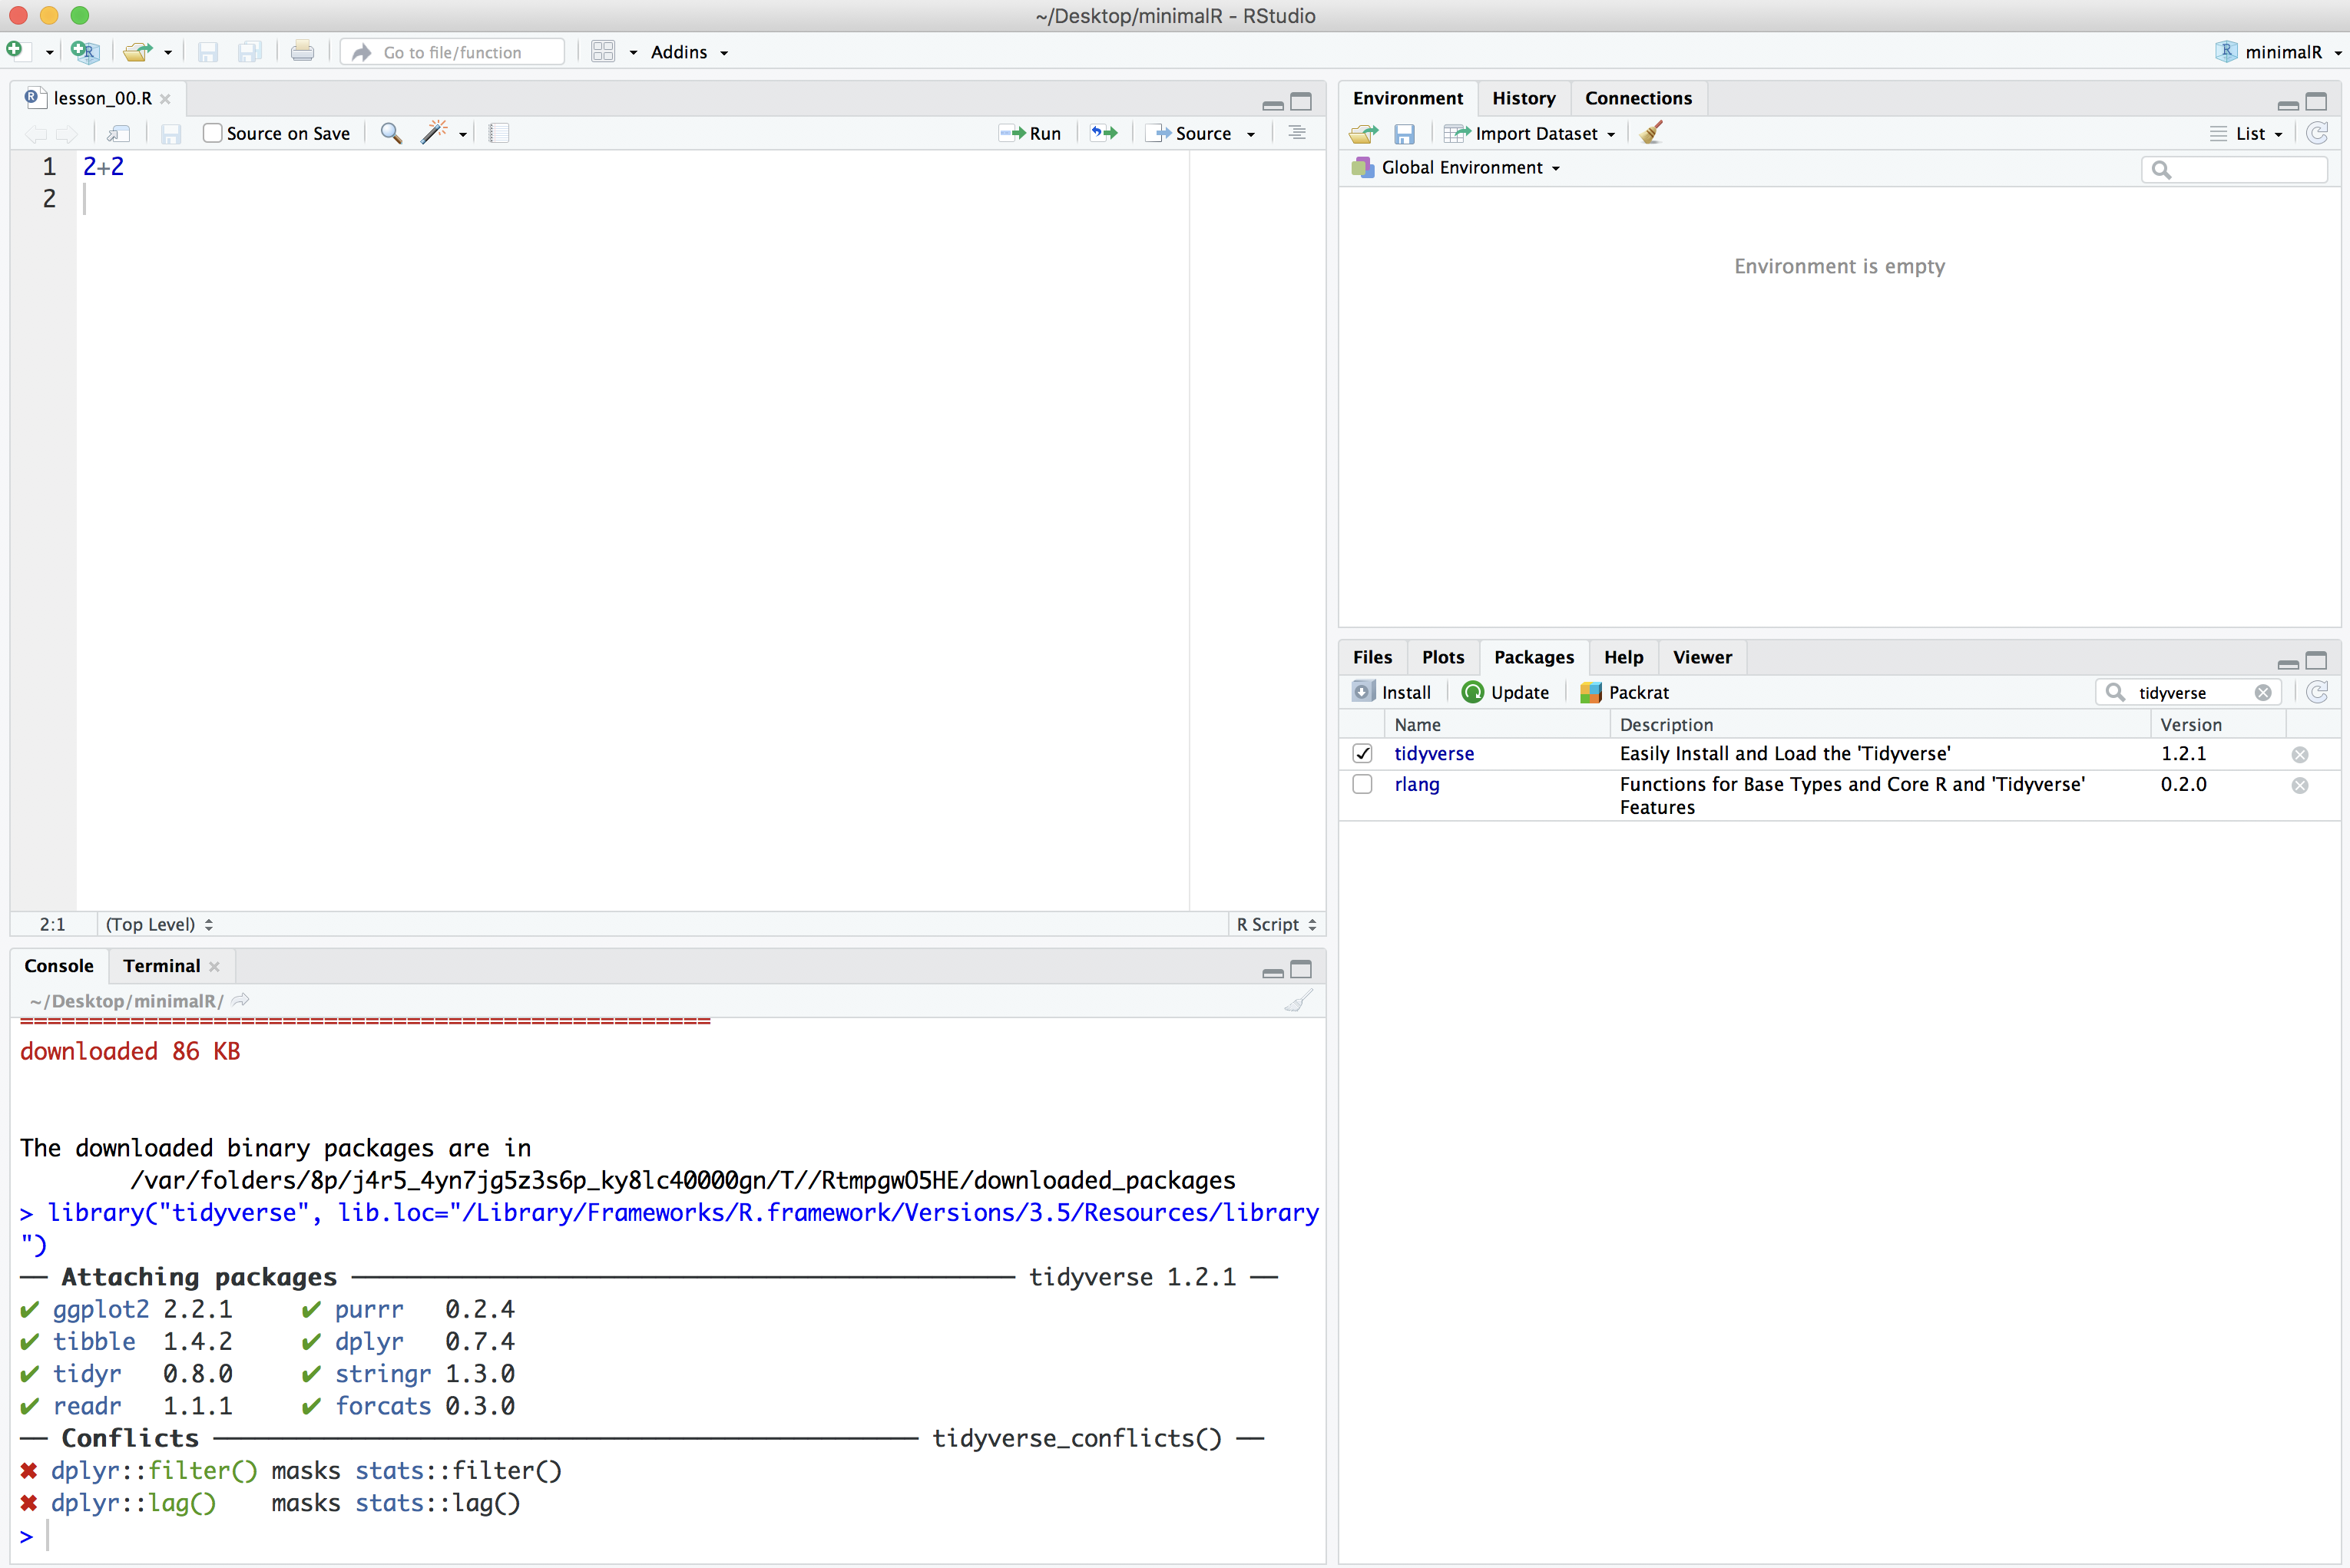 ~/Desktop/minimalR - RStudio
Go to file/function
Addins
minimalR
lesson_00.R
Source on Save
Run
Source
1 2+2
2
2:1 (Top Level)
R Script
Console Terminal
~/Desktop/minimalR/
==================================================
downloaded 86 KB
The downloaded binary packages are in
/var/folders/8p/j4r5_4yn7jg5z3s6p_ky8lc40000gn/T//RtmpgwO5HE/downloaded_packages
> library("tidyverse", lib.loc="/Library/Frameworks/R.framework/Versions/3.5/Resources/library
")
── Attaching packages ──────────────────────── tidyverse 1.2.1 ──
✔ ggplot2 2.2.1 ✔ purrr 0.2.4
✔ tibble 1.4.2 ✔ dplyr 0.7.4
✔ tidyr 0.8.0 ✔ stringr 1.3.0
✔ readr 1.1.1 ✔ forcats 0.3.0
── Conflicts ──────────────────────── tidyverse_conflicts() ──
✖ dplyr::filter() masks stats::filter()
✖ dplyr::lag() masks stats::lag()
>
Environment History Connections
Import Dataset
List
Global Environment
Environment is empty
Files Plots Packages Help Viewer
Install Update Packrat
tidyverse
Name Description Version
tidyverse Easily Install and Load the 'Tidyverse' 1.2.1
rlang Functions for Base Types and Core R and 'Tidyverse' 0.2.0
Features